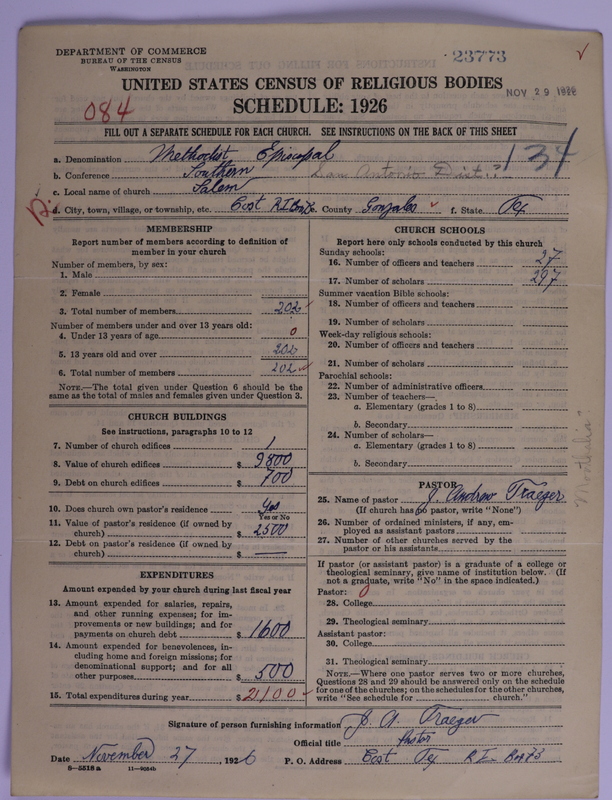 DEPARTMENT OF COMMERCE
BUREAU OF THE CENSUS
WASHINGTON
23773
UNITED STATES CENSUS OF RELIGIOUS BODIES
NOV 29 1926
SCHEDULE: 1926
084
FILL OUT A SEPARATE SCHEDULE FOR EACH CHURCH. SEE INSTRUCTIONS ON THE BACK OF THIS SHEET
a. Denomination Methodist Episcopal
134
b. Conference Southern San Antonio Dist.
c. Local name of church Salem
d. City, town, village, or township, etc. Cost R I Box 73 e. County Gonzales f. State Tex
MEMBERSHIP
Report number of members according to definition of member in your church
Number of members, by sex:
1. Male
2. Female
3. Total number of members 202
Number of members under and over 13 years old:
4. Under 13 years of age 0
5. 13 years old and over 202
6. Total number of members 202
NOTE.—The total given under Question 6 should be the same as the total of males and females given under Question 3.
CHURCH BUILDINGS
See instructions, paragraphs 10 to 12
7. Number of church edifices 1
8. Value of church edifices $ 9800
9. Debt on church edifices $ 700
10. Does church own pastor's residence Yes
Yes or No
11. Value of pastor's residence (if owned by church) $ 2500
12. Debt on pastor's residence (if owned by church) $ —
EXPENDITURES
Amount expended by church during last fiscal year
13. Amount expended for salaries, repairs, and other running expenses; for improvements or new buildings; and for payments on church debt $ 1600
14. Amount expended for benevolences, including home and foreign missions; for denominational support; and for all other purposes $ 500
15. Total expenditures during year $ 2100
CHURCH SCHOOLS
Report here only schools conducted by this church
Sunday schools:
16. Number of officers and teachers 27
17. Number of scholars 297
Summer vacation Bible schools:
18. Number of officers and teachers
19. Number of scholars
Week-day religious schools:
20. Number of officers and teachers
21. Number of scholars
Parochial schools:
22. Number of administrative officers
23. Number of teachers—
a. Elementary (grades 1 to 8)
b. Secondary
24. Number of scholars—
a. Elementary (grades 1 to 8)
b. Secondary
PASTOR
25. Name of pastor J. Andrew Traeger
(If church has no pastor, write "None")
26. Number of ordained ministers, if any, employed as assistant pastors
27. Number of other churches served by the pastor or his assistants
If pastor (or assistant pastor) is a graduate of a college or theological seminary, give name of institution below. (If not a graduate, write "No" in the space indicated.)
Pastor: 0
28. College
29. Theological seminary
Assistant pastor:
30. College
31. Theological seminary
NOTE.—Where one pastor serves two or more churches, Questions 28 and 29 should be answered only on the schedule for one of the churches; on the schedules for the other churches, write "See schedule for ........ church."
Signature of person furnishing information J. A. Traeger
Official title Pastor
Date November 27, 1926 P. O. Address Cost Tex R I Box 73
6—5518a 11—9024b